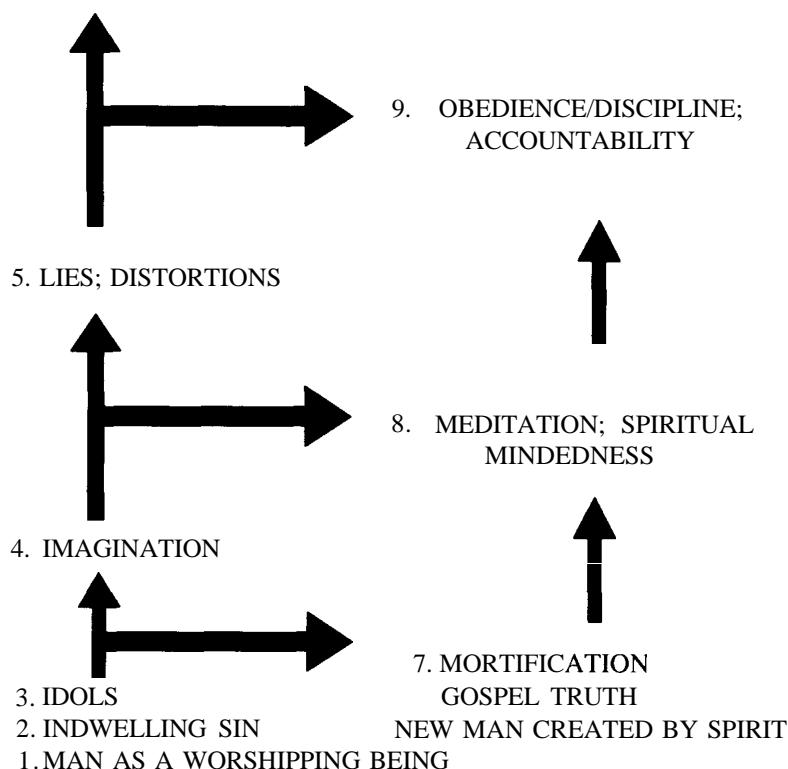 9. OBEDIENCE/DISCIPLINE;
ACCOUNTABILITY
5. LIES; DISTORTIONS
8. MEDITATION; SPIRITUAL
MINDEDNESS
4. IMAGINATION
7. MORTIFICATION
3. IDOLS
GOSPEL TRUTH
2. INDWELLING SIN
NEW MAN CREATED BY SPIRIT
1. MAN AS A WORSHIPPING BEING